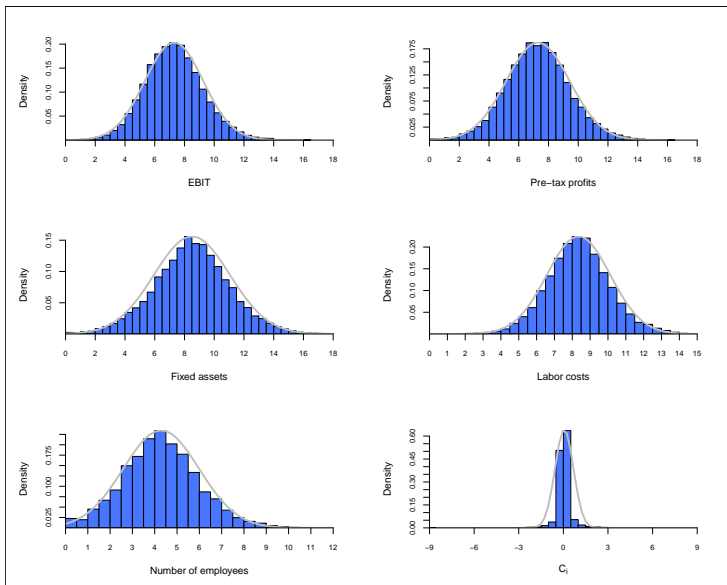 Density
0.05 0.10 0.15 0.20
0 2 4 6 8 10 12 14 16 18
EBIT
Density
0.025 0.075 0.125 0.175
0 2 4 6 8 10 12 14 16 18
Pre−tax profits
Density
0.05 0.10 0.15
0 2 4 6 8 10 12 14 16 18
Fixed assets
Density
0.05 0.10 0.15 0.20
0 1 2 3 4 5 6 7 8 9 10 11 12 13 14 15
Labor costs
Density
0.025 0.100 0.175
0 1 2 3 4 5 6 7 8 9 10 11 12
Number of employees
Density
0.00 0.15 0.30 0.45 0.60
−9 −6 −3 0 3 6 9
Ci